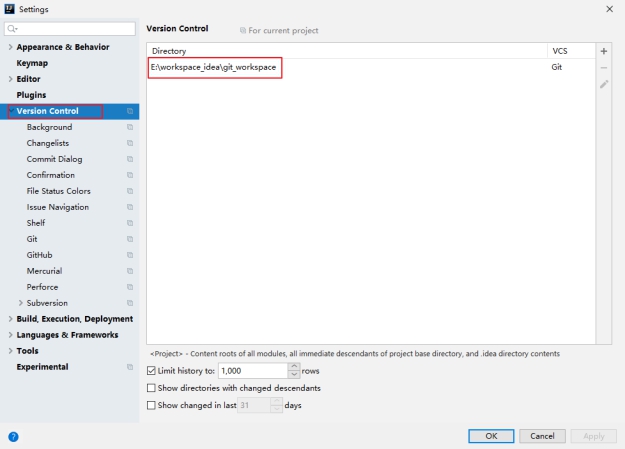 Settings
Version Control
For current project
Appearance & Behavior
Keymap
Editor
Plugins
Version Control
Background
Changelists
Commit Dialog
Confirmation
File Status Colors
Issue Navigation
Shelf
Git
GitHub
Mercurial
Perforce
Subversion
Build, Execution, Deployment
Languages & Frameworks
Tools
Experimental
Directory VCS
E:\workspace_idea\git_workspace Git
<Project> - Content roots of all modules, all immediate descendants of project base directory, and .idea directory contents
Limit history to: 1,000 rows
Show directories with changed descendants
Show changed in last 31 days
? OK Cancel Apply